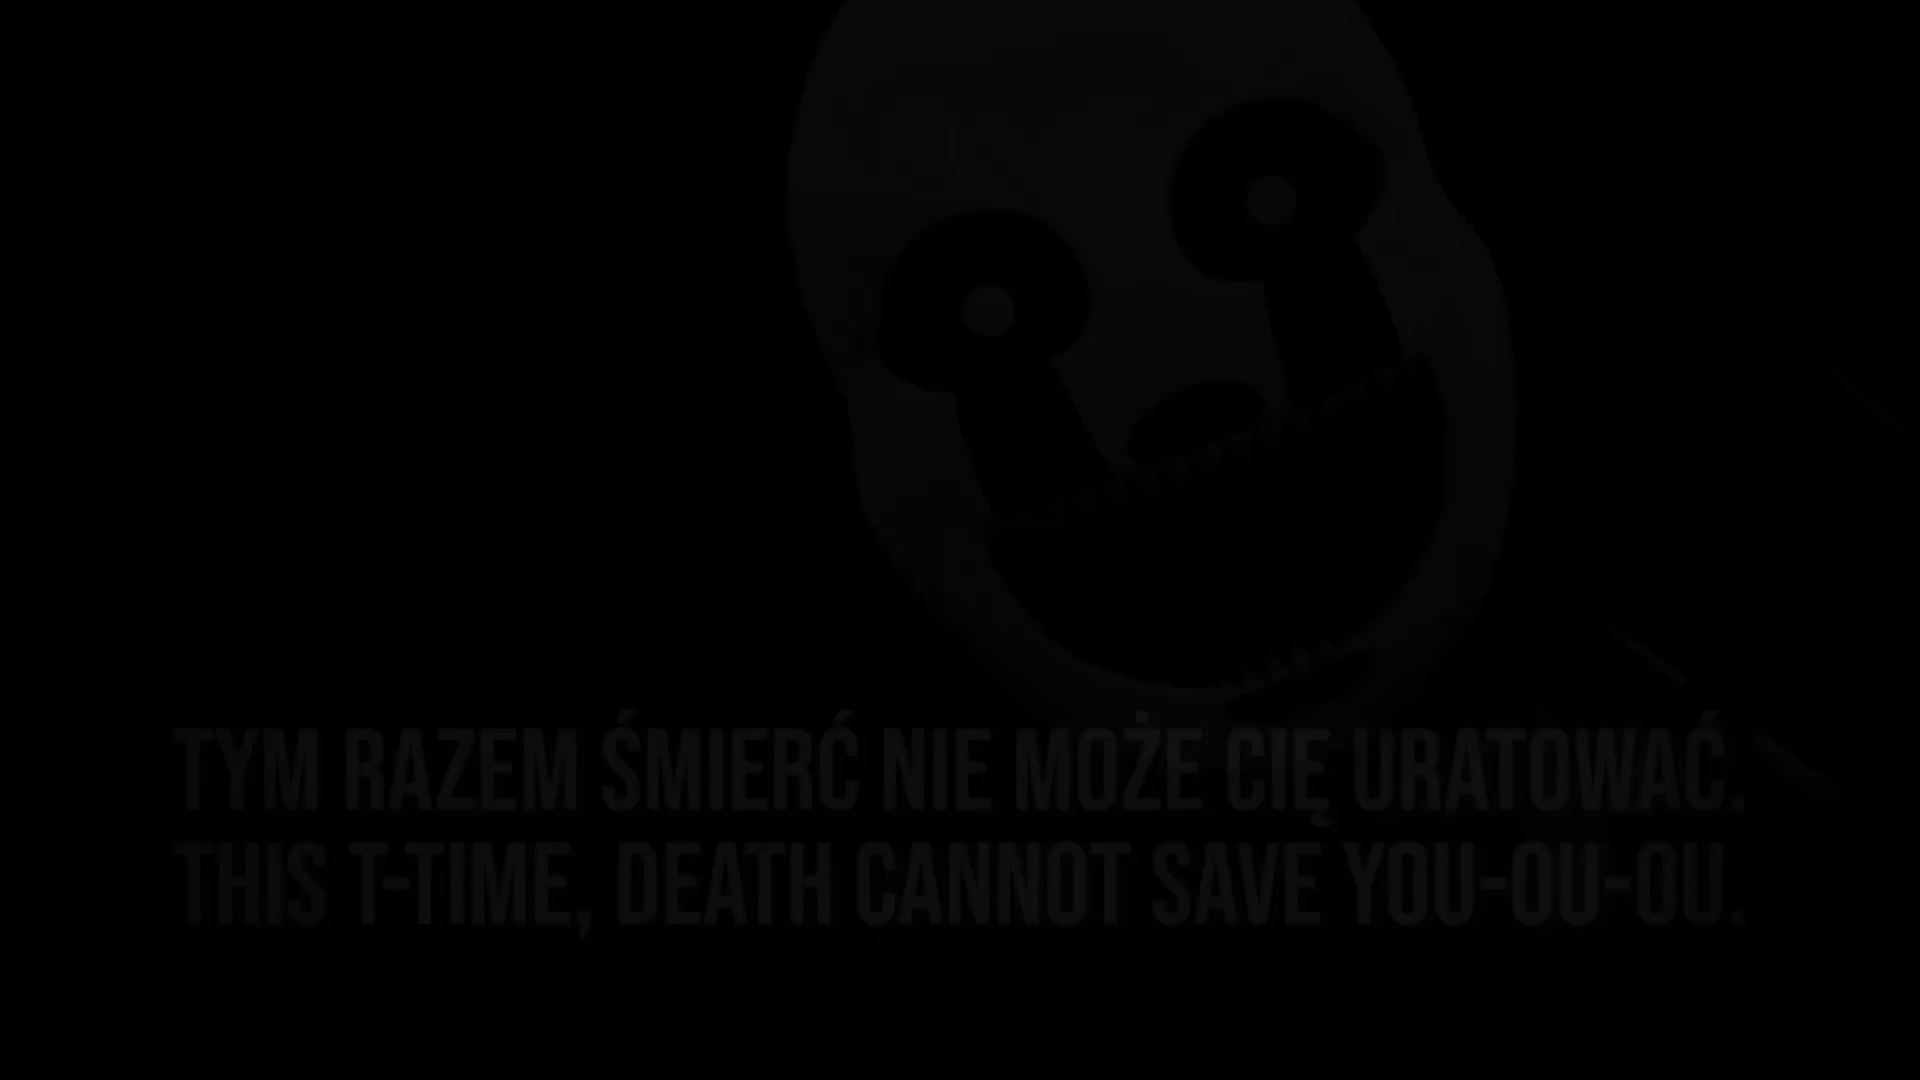 TYM RAZEM ŚMIERĆ NIE MOŻE CIĘ URATOWAĆ.
THIS T-TIME, DEATH CANNOT SAVE YOU-OU-OU.